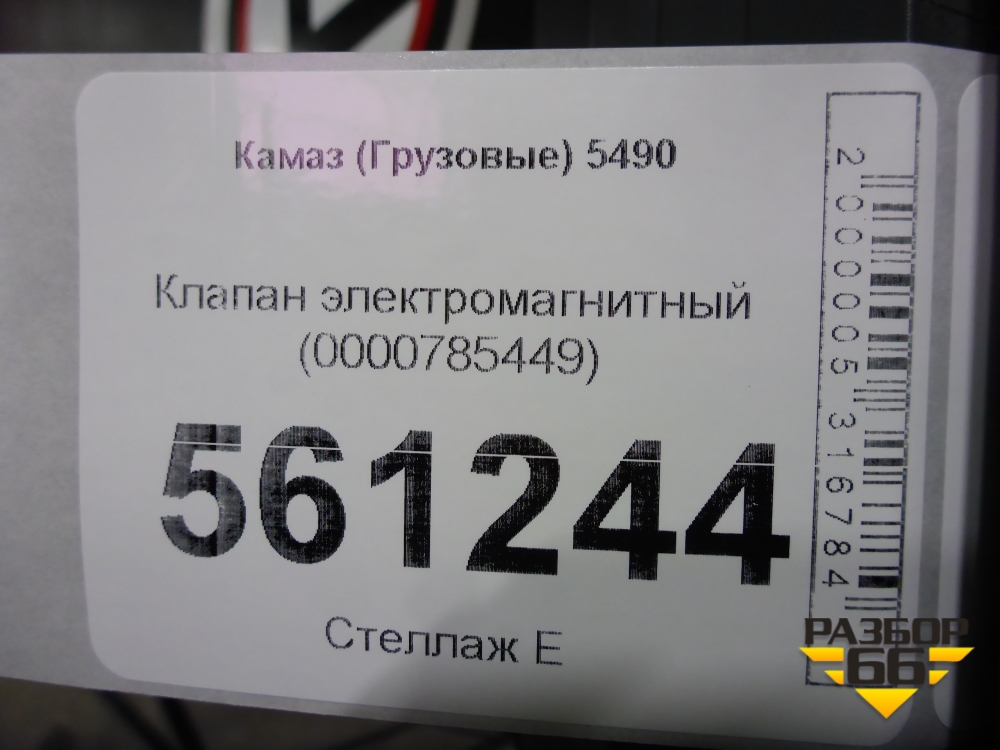 Камаз (Грузовые) 5490
Клапан электромагнитный
(0000785449)
561244
Стеллаж Е
2000005316784
РАЗБОР
66